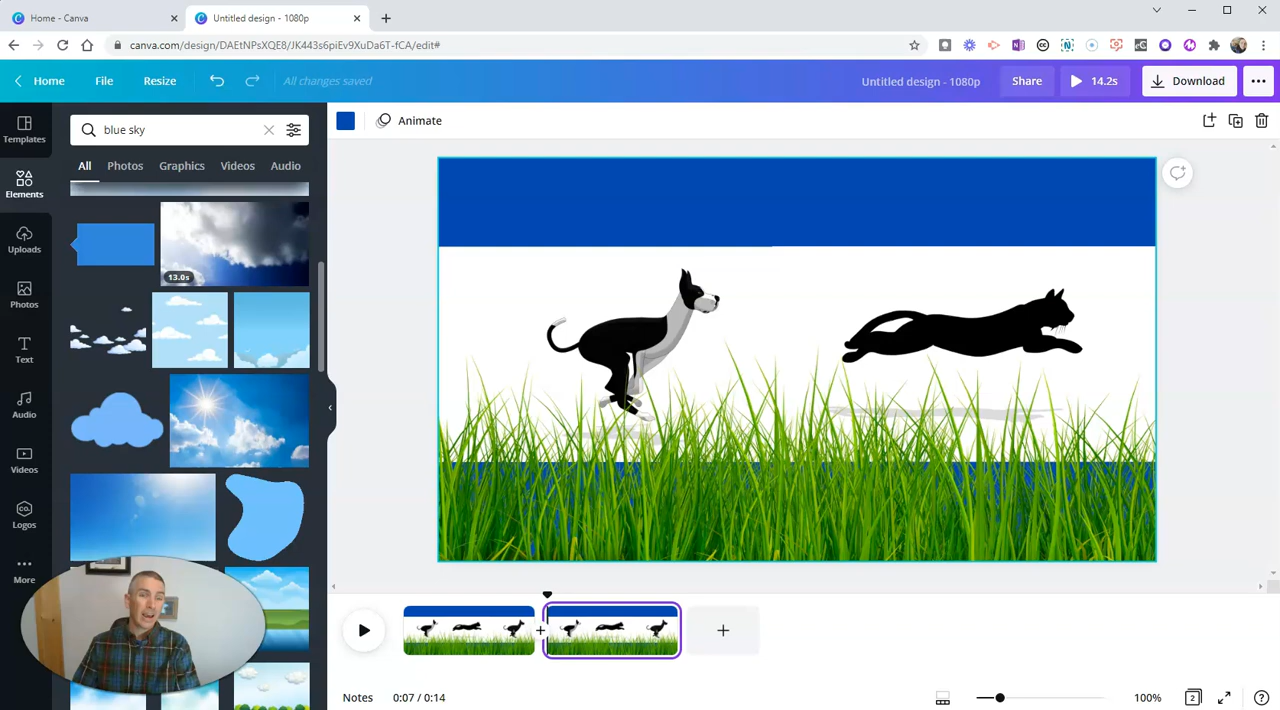 Home - Canva
Untitled design - 1080p
canva.com/design/DAEtNPsXQE8/JK443s6piEv9XuDa6T-fCA/edit#
Home
File
Resize
All changes saved
Untitled design - 1080p
Share
14.2s
Download
Templates
Elements
Uploads
Photos
Text
Audio
Videos
Logos
More
blue sky
All
Photos
Graphics
Videos
Audio
13.0s
Animate
Notes
0:07 / 0:14
100%
2